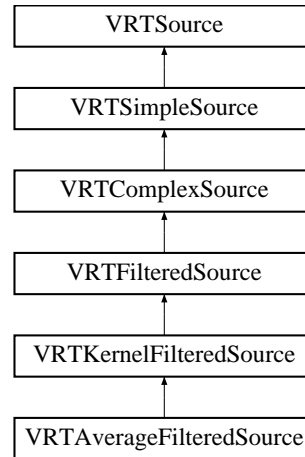 VRTSource
VRTSimpleSource
VRTComplexSource
VRTFilteredSource
VRTKernelFilteredSource
VRTAverageFilteredSource